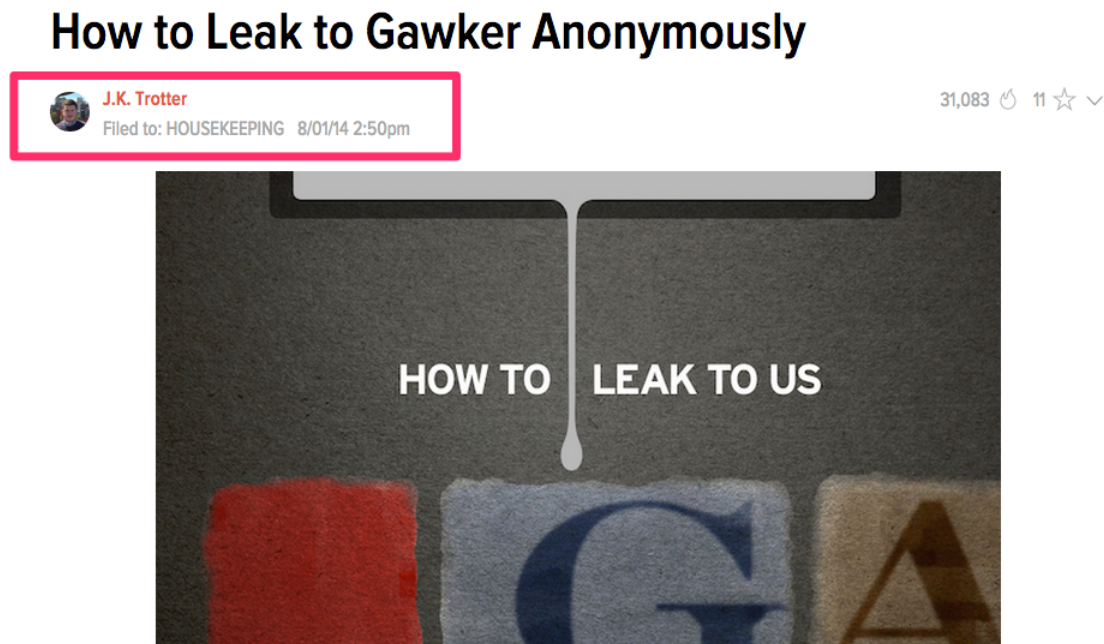 How to Leak to Gawker Anonymously
J.K. Trotter
31,083 11
Filed to: HOUSEKEEPING 8/01/14 2:50pm
HOW TO LEAK TO US
GA